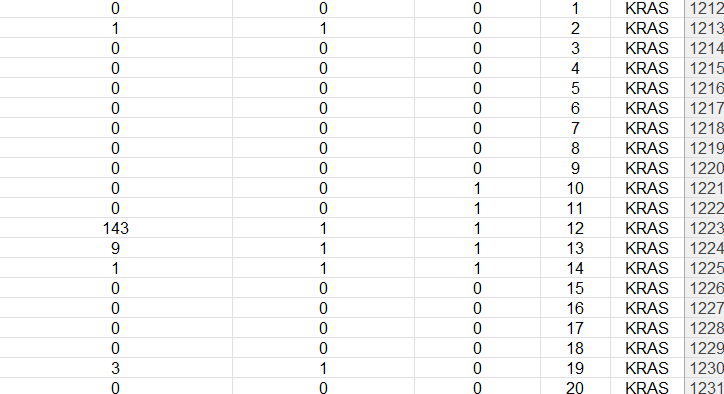 0 0 0 1 KRAS 1212
1 1 0 2 KRAS 1213
0 0 0 3 KRAS 1214
0 0 0 4 KRAS 1215
0 0 0 5 KRAS 1216
0 0 0 6 KRAS 1217
0 0 0 7 KRAS 1218
0 0 0 8 KRAS 1219
0 0 0 9 KRAS 1220
0 0 1 10 KRAS 1221
0 0 1 11 KRAS 1222
143 1 1 12 KRAS 1223
9 1 1 13 KRAS 1224
1 1 1 14 KRAS 1225
0 0 0 15 KRAS 1226
0 0 0 16 KRAS 1227
0 0 0 17 KRAS 1228
0 0 0 18 KRAS 1229
3 1 0 19 KRAS 1230
0 0 0 20 KRAS 1231